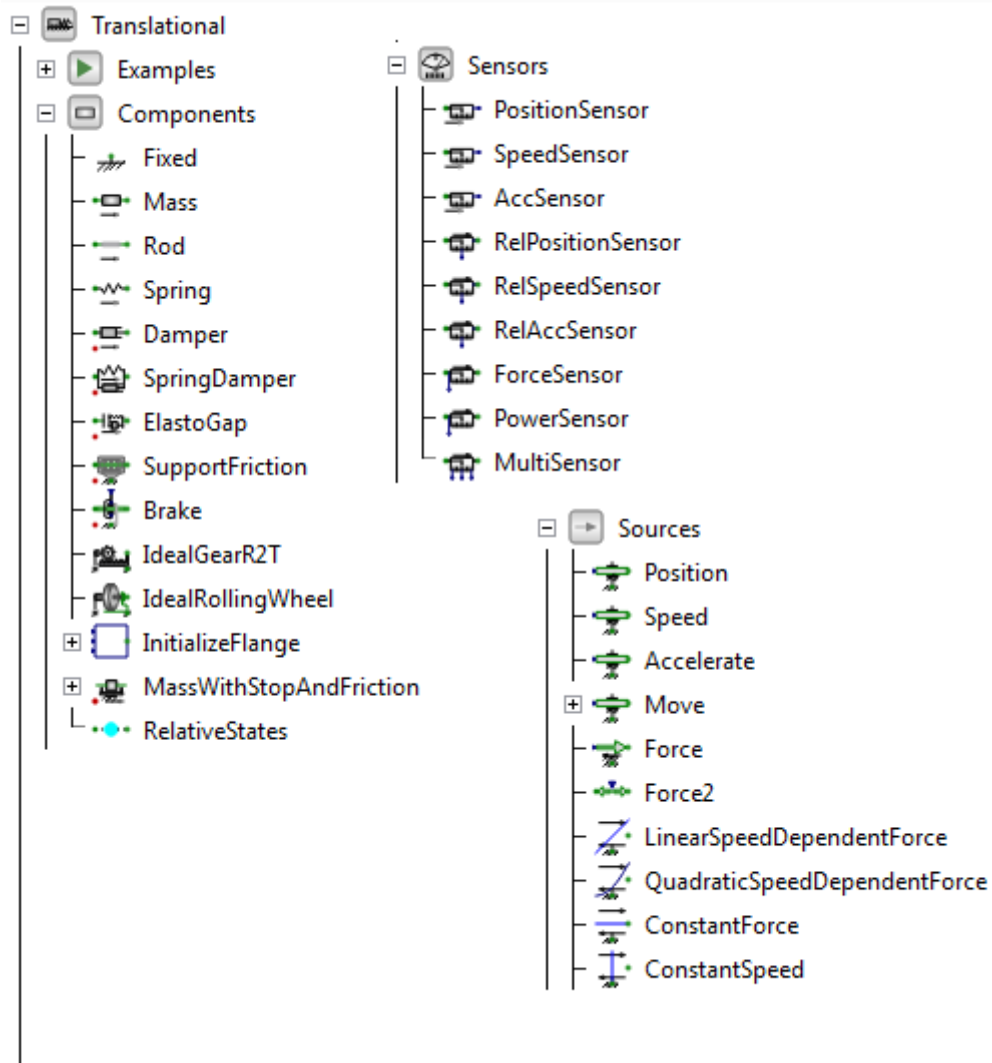 Translational
Examples
Components
Fixed
Mass
Rod
Spring
Damper
SpringDamper
ElastoGap
SupportFriction
Brake
IdealGearR2T
IdealRollingWheel
InitializeFlange
MassWithStopAndFriction
RelativeStates
Sensors
PositionSensor
SpeedSensor
AccSensor
RelPositionSensor
RelSpeedSensor
RelAccSensor
ForceSensor
PowerSensor
MultiSensor
Sources
Position
Speed
Accelerate
Move
Force
Force2
LinearSpeedDependentForce
QuadraticSpeedDependentForce
ConstantForce
ConstantSpeed